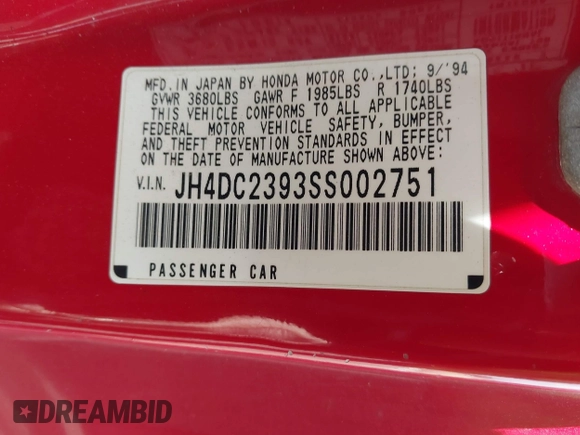 MFD. IN JAPAN BY HONDA MOTOR CO.,LTD; 9/'94
GVWR 3680LBS GAWR F 1985LBS R 1740LBS
THIS VEHICLE CONFORMS TO ALL APPLICABLE
FEDERAL MOTOR VEHICLE SAFETY, BUMPER,
AND THEFT PREVENTION STANDARDS IN EFFECT
ON THE DATE OF MANUFACTURE SHOWN ABOVE:
V.I.N. JH4DC2393SS002751
PASSENGER CAR
DREAMBID